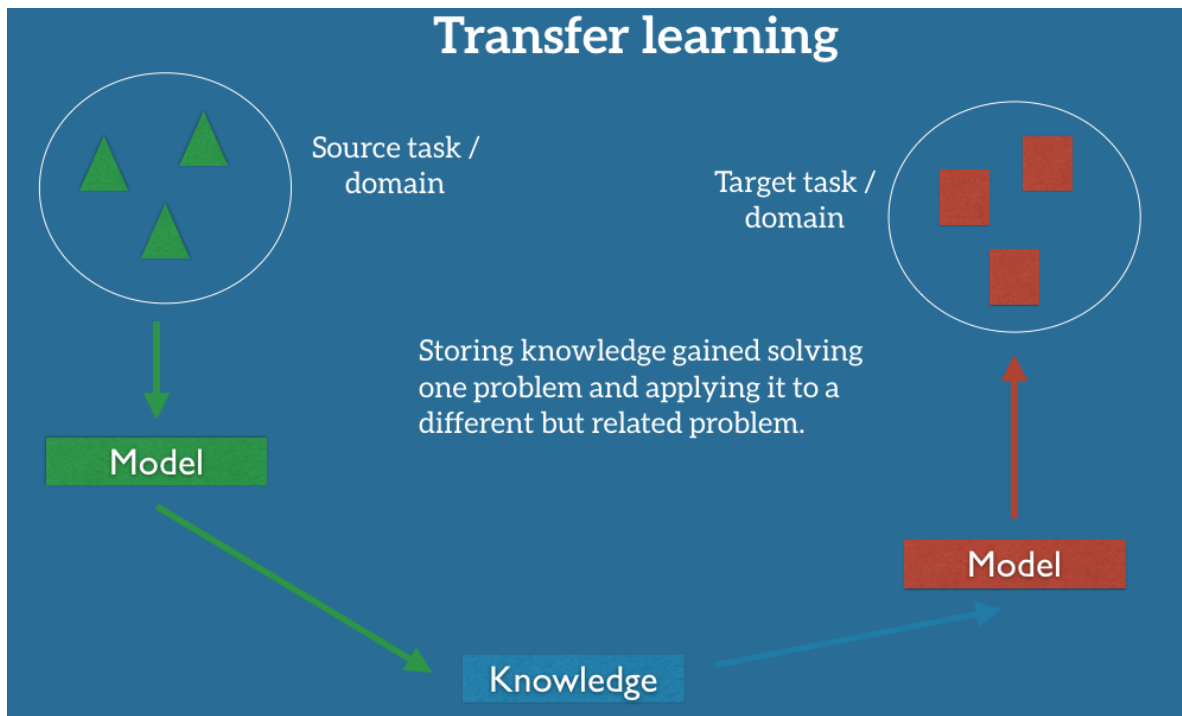 Transfer learning
Source task /
domain
Target task /
domain
Storing knowledge gained solving
one problem and applying it to a
different but related problem.
Model
Model
Knowledge